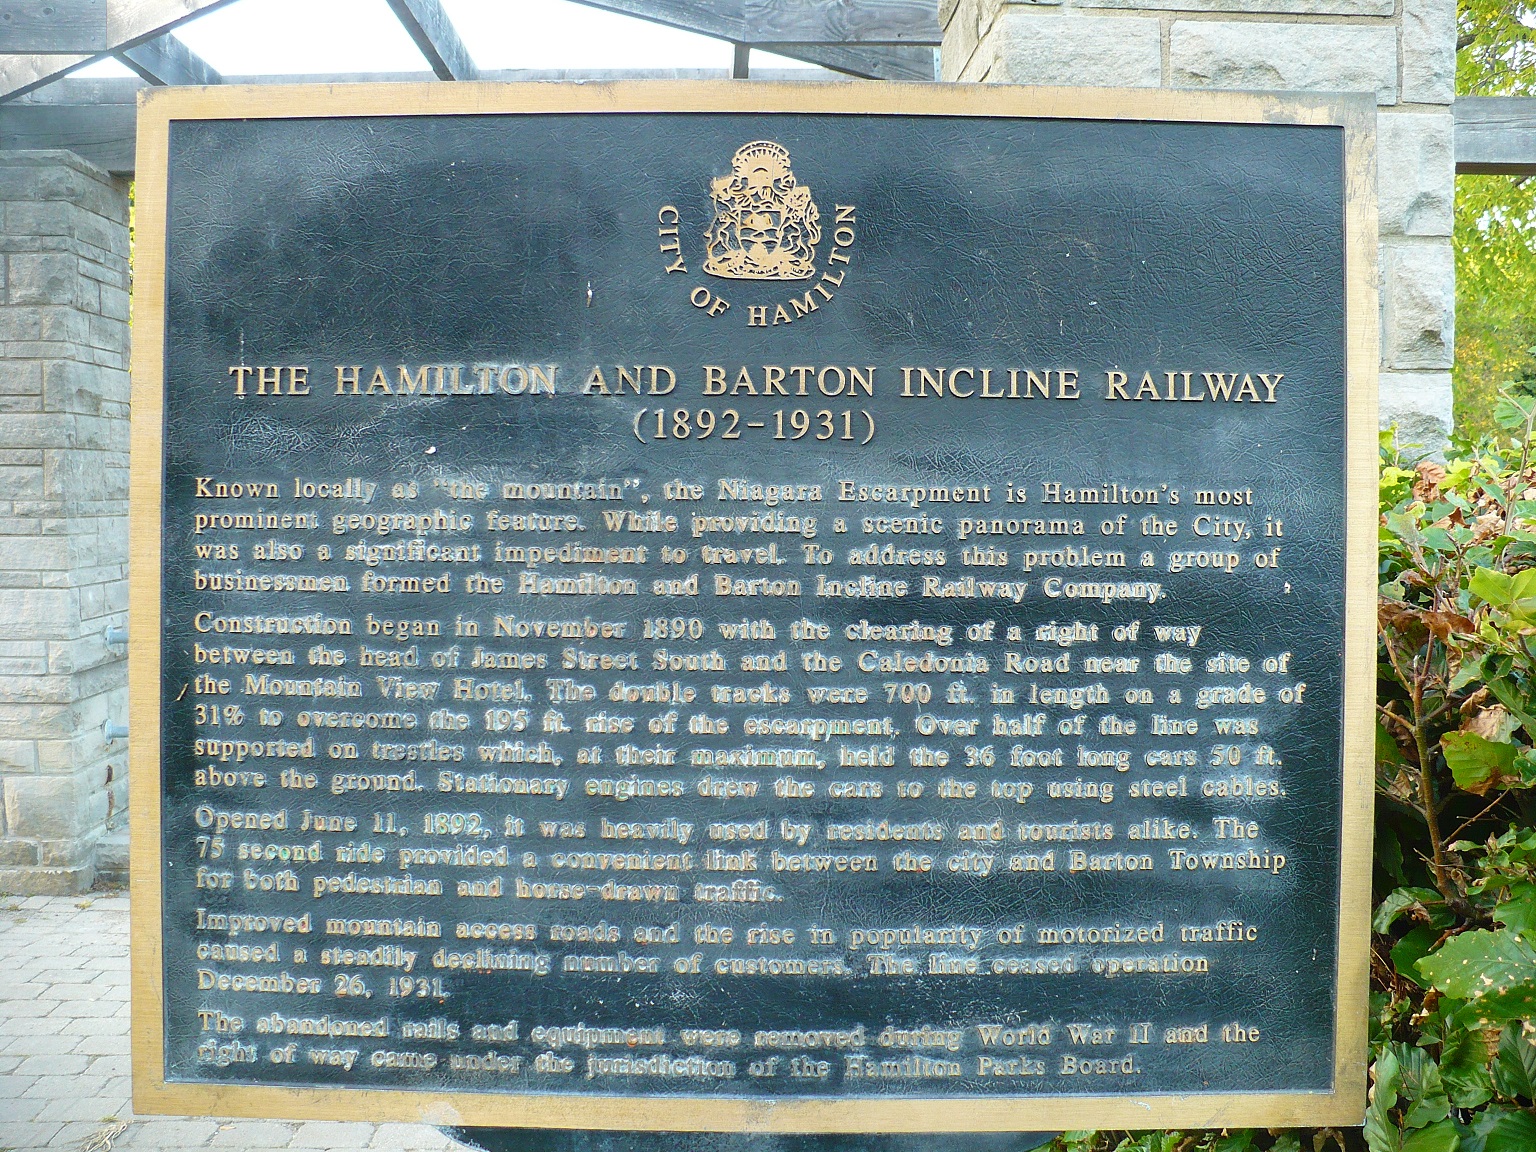 CITY OF HAMILTON
THE HAMILTON AND BARTON INCLINE RAILWAY
(1892-1931)
Known locally as "the mountain", the Niagara Escarpment is Hamilton's most
prominent geographic feature. While providing a scenic panorama of the City, it
was also a significant impediment to travel. To address this problem a group of
businessmen formed the Hamilton and Barton Incline Railway Company.
Construction began in November 1890 with the clearing of a right of way
between the head of James Street South and the Caledonia Road near the site of
the Mountain View Hotel. The double tracks were 700 ft. in length on a grade of
31% to overcome the 195 ft. rise of the escarpment. Over half of the line was
supported on trestles which, at their maximum, held the 36 foot long cars 50 ft.
above the ground. Stationary engines drew the cars to the top using steel cables.
Opened June 11, 1892, it was heavily used by residents and tourists alike. The
75 second ride provided a convenient link between the city and Barton Township
for both pedestrian and horse-drawn traffic.
Improved mountain access roads and the rise in popularity of motorized traffic
caused a steadily declining number of customers. The line ceased operation
December 26, 1931.
The abandoned rails and equipment were removed during World War II and the
right of way came under the jurisdiction of the Hamilton Parks Board.